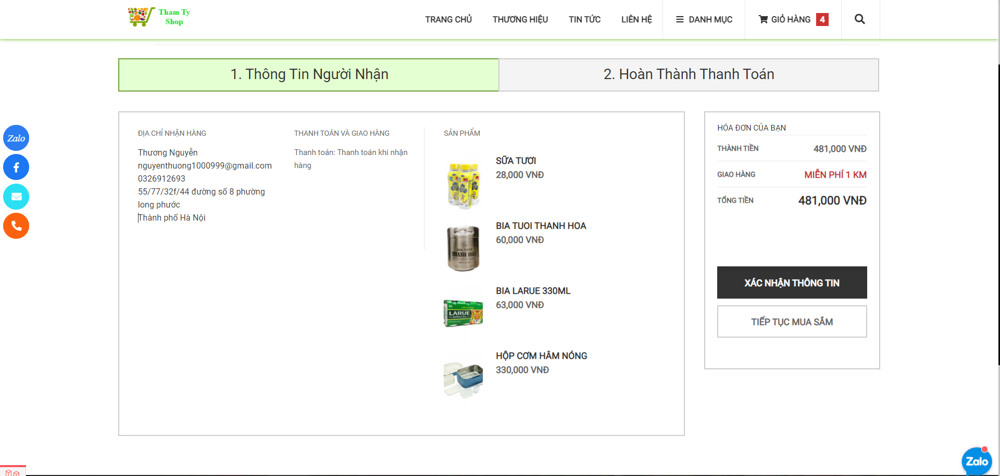 Tham Ty
Shop
TRANG CHỦ
THƯƠNG HIỆU
TIN TỨC
LIÊN HỆ
DANH MỤC
GIỎ HÀNG 4
1. Thông Tin Người Nhận
2. Hoàn Thành Thanh Toán
Zalo
ĐỊA CHỈ NHẬN HÀNG
Thương Nguyễn
nguyenthuong1000999@gmail.com
0326912693
55/77/32f/44 đường số 8 phường
long phước
Thành phố Hà Nội
THANH TOÁN VÀ GIAO HÀNG
Thanh toán: Thanh toán khi nhận
hàng
SẢN PHẨM
SỮA TƯƠI
28,000 VNĐ
BIA TƯƠI
THANH HOA
BIA TUOI THANH HOA
60,000 VNĐ
LARUE
SPECIAL
BIA LARUE 330ML
63,000 VNĐ
HỘP CƠM HÂM NÓNG
330,000 VNĐ
HÓA ĐƠN CỦA BẠN
THÀNH TIỀN 481,000 VNĐ
GIAO HÀNG MIỄN PHÍ 1 KM
TỔNG TIỀN 481,000 VNĐ
XÁC NHẬN THÔNG TIN
TIẾP TỤC MUA SẮM
Zalo